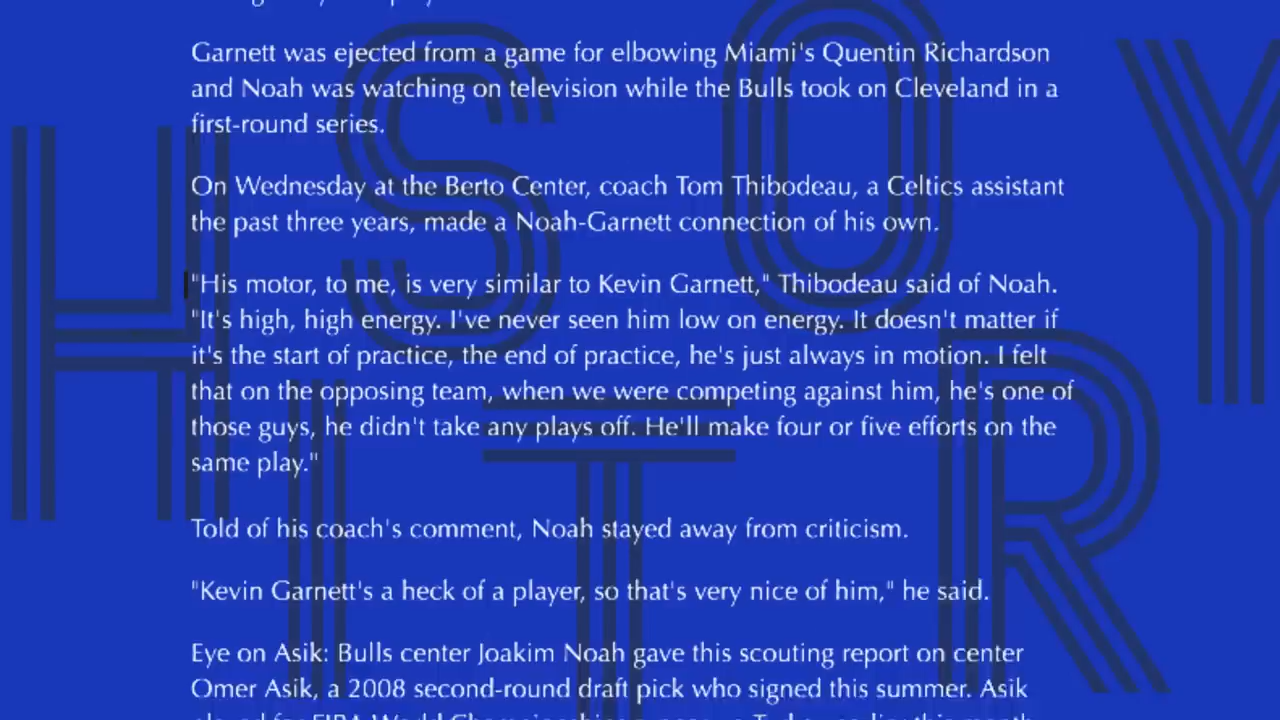 Garnett was ejected from a game for elbowing Miami's Quentin Richardson
and Noah was watching on television while the Bulls took on Cleveland in a
first-round series.
On Wednesday at the Berto Center, coach Tom Thibodeau, a Celtics assistant
the past three years, made a Noah-Garnett connection of his own.
"His motor, to me, is very similar to Kevin Garnett," Thibodeau said of Noah.
"It's high, high energy. I've never seen him low on energy. It doesn't matter if
it's the start of practice, the end of practice, he's just always in motion. I felt
that on the opposing team, when we were competing against him, he's one of
those guys, he didn't take any plays off. He'll make four or five efforts on the
same play."
Told of his coach's comment, Noah stayed away from criticism.
"Kevin Garnett's a heck of a player, so that's very nice of him," he said.
Eye on Asik: Bulls center Joakim Noah gave this scouting report on center
Omer Asik, a 2008 second-round draft pick who signed this summer. Asik
HISTORY